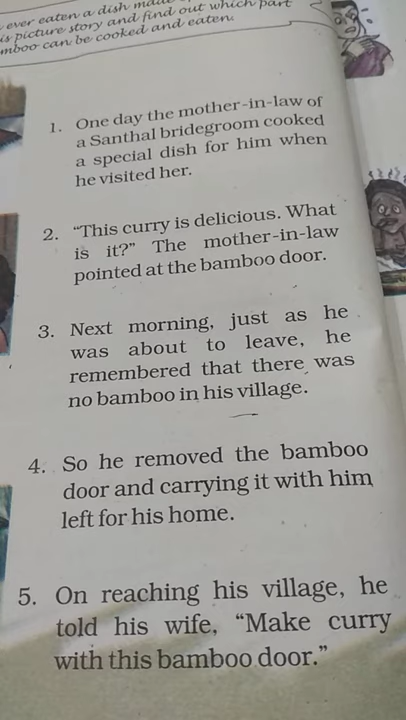 ever eaten a dish
is picture story and find out which part
mboo can be cooked and eaten.
1. One day the mother-in-law of
a Santhal bridegroom cooked
a special dish for him when
he visited her.
2. “This curry is delicious. What
is it?” The mother-in-law
pointed at the bamboo door.
3. Next morning, just as he
was about to leave, he
remembered that there was
no bamboo in his village.
4. So he removed the bamboo
door and carrying it with him
left for his home.
5. On reaching his village, he
told his wife, “Make curry
with this bamboo door.”